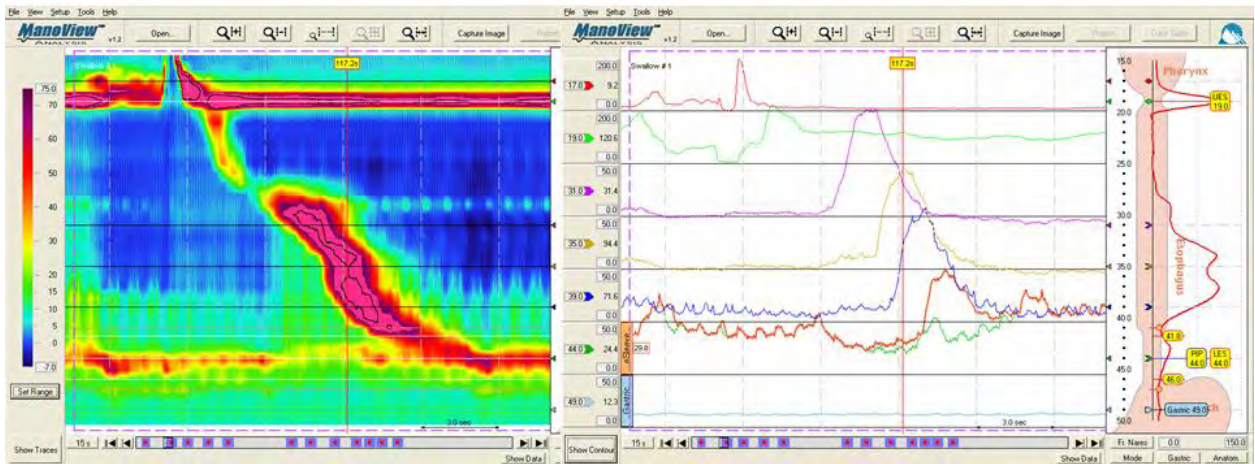 File View Setup Tools Help
ManoView™
ANALYSIS
v1.2
Open...
Capture Image
117.2s
75.0
70
60
50
40
30
20
15
10
5
0
-7.0
Set Range
3.0 sec
15 s
Show Traces
Show Data
File View Setup Tools Help
ManoView™
ANALYSIS
v1.2
Open...
Capture Image
Swallow # 1
117.2s
200.0
17.0
9.2
0.0
200.0
19.0
120.6
0.0
50.0
31.0
31.4
0.0
50.0
35.0
94.4
0.0
50.0
39.0
71.6
0.0
50.0
44.0
24.4
0.0
eSleeve
29.8
50.0
49.0
12.3
0.0
Gastric
3.0 sec
15 s
Show Contour
Show Data
15.0
Pharynx
UES
19.0
20.0
25.0
30.0
Esophagus
35.0
40.0
41.8
PIP
44.0
LES
44.0
45.0
46.0
Gastric 49.0
50.0
Fr. Nares 0.0 150.0
Mode Gastric Anatom.